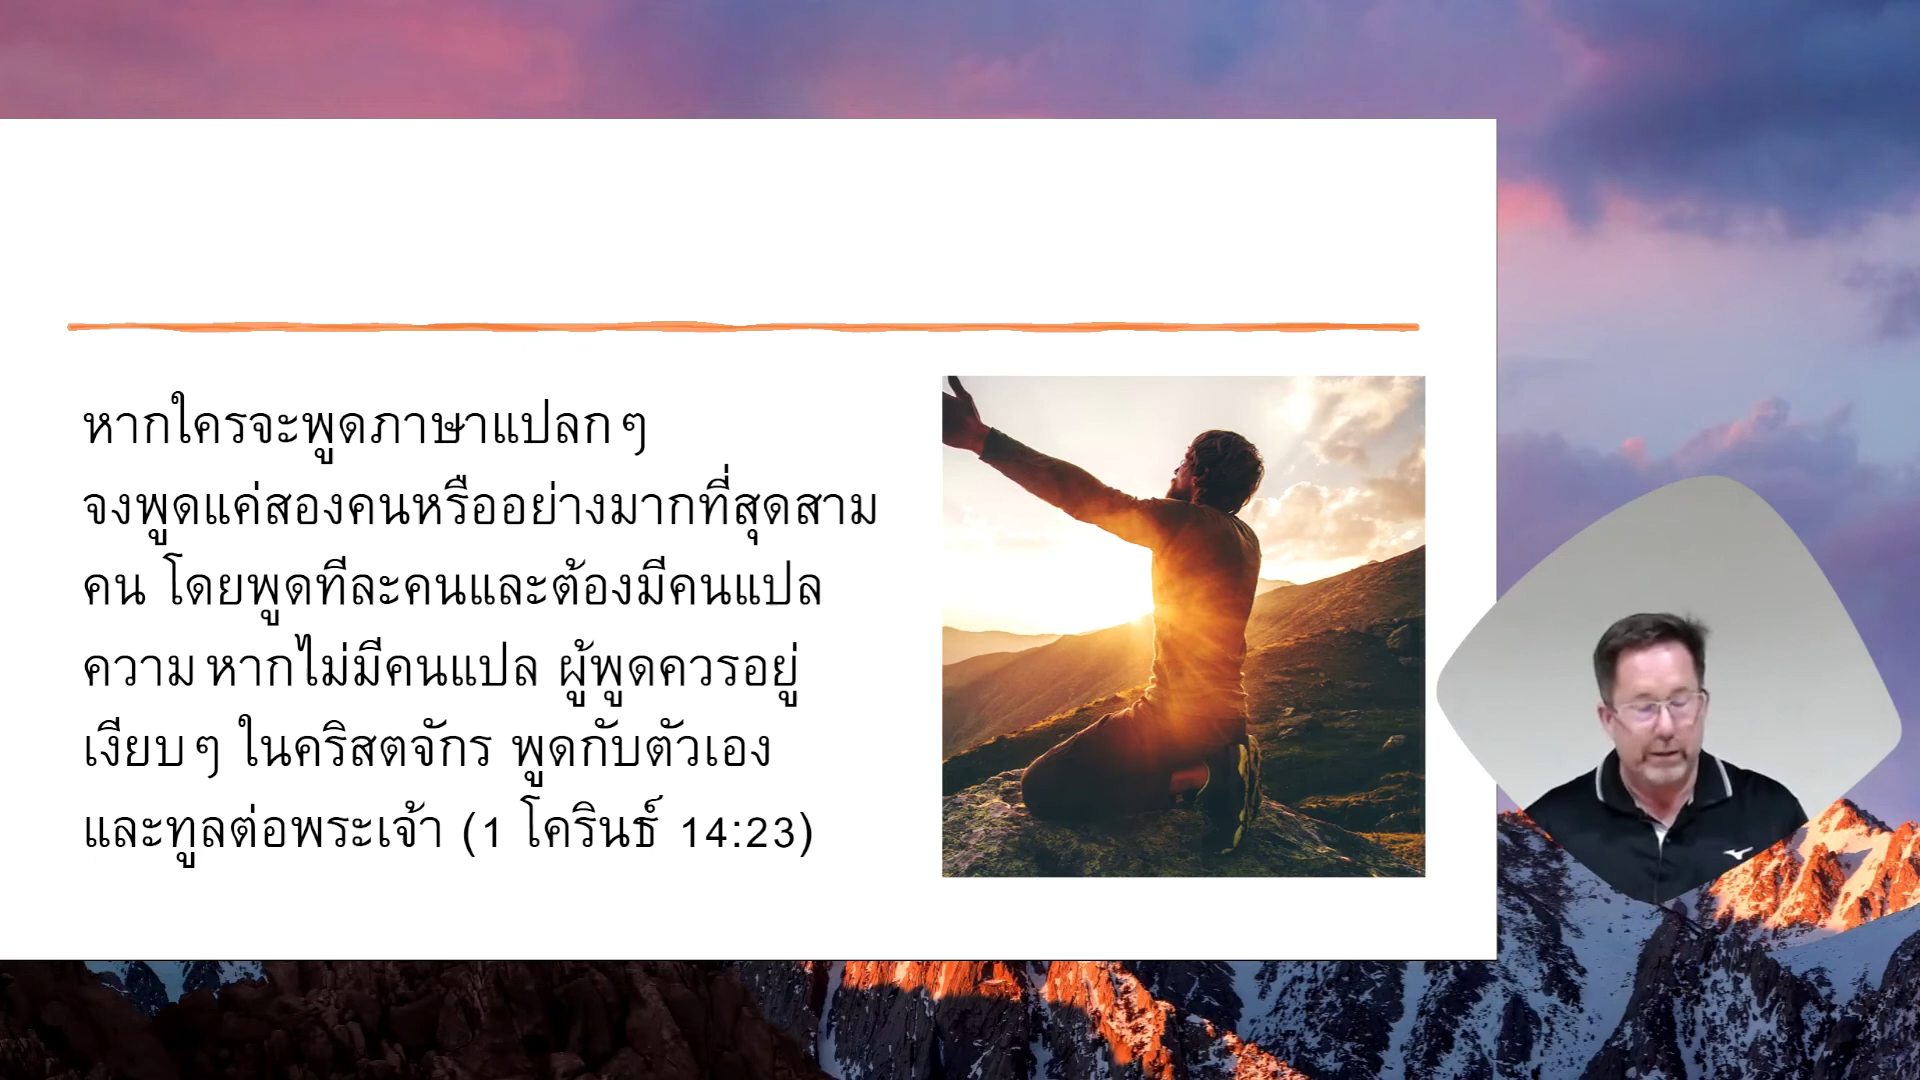 หากใครจะพูดภาษาแปลกๆ
จงพูดแค่สองคนหรืออย่างมากที่สุดสาม
คน โดยพูดทีละคนและต้องมีคนแปล
ความ หากไม่มีคนแปล ผู้พูดควรอยู่
เงียบๆ ในคริสตจักร พูดกับตัวเอง
และทูลต่อพระเจ้า (1 โครินธ์ 14:23)